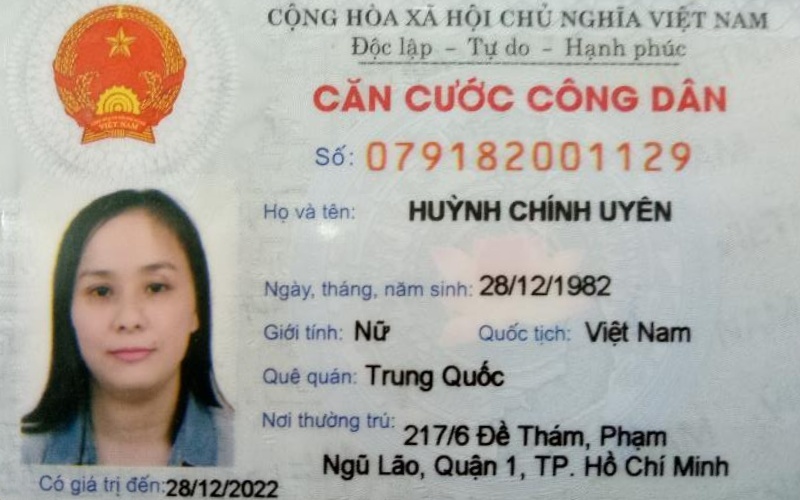 CỘNG HÒA XÃ HỘI CHỦ NGHĨA VIỆT NAM
Độc lập - Tự do - Hạnh phúc
CĂN CƯỚC CÔNG DÂN
Số: 079182001129
Họ và tên: HUỲNH CHÍNH UYÊN
Ngày, tháng, năm sinh: 28/12/1982
Giới tính: Nữ Quốc tịch: Việt Nam
Quê quán: Trung Quốc
Nơi thường trú: 217/6 Đề Thám, Phạm
Ngũ Lão, Quận 1, TP. Hồ Chí Minh
Có giá trị đến: 28/12/2022
VIỆT NAM